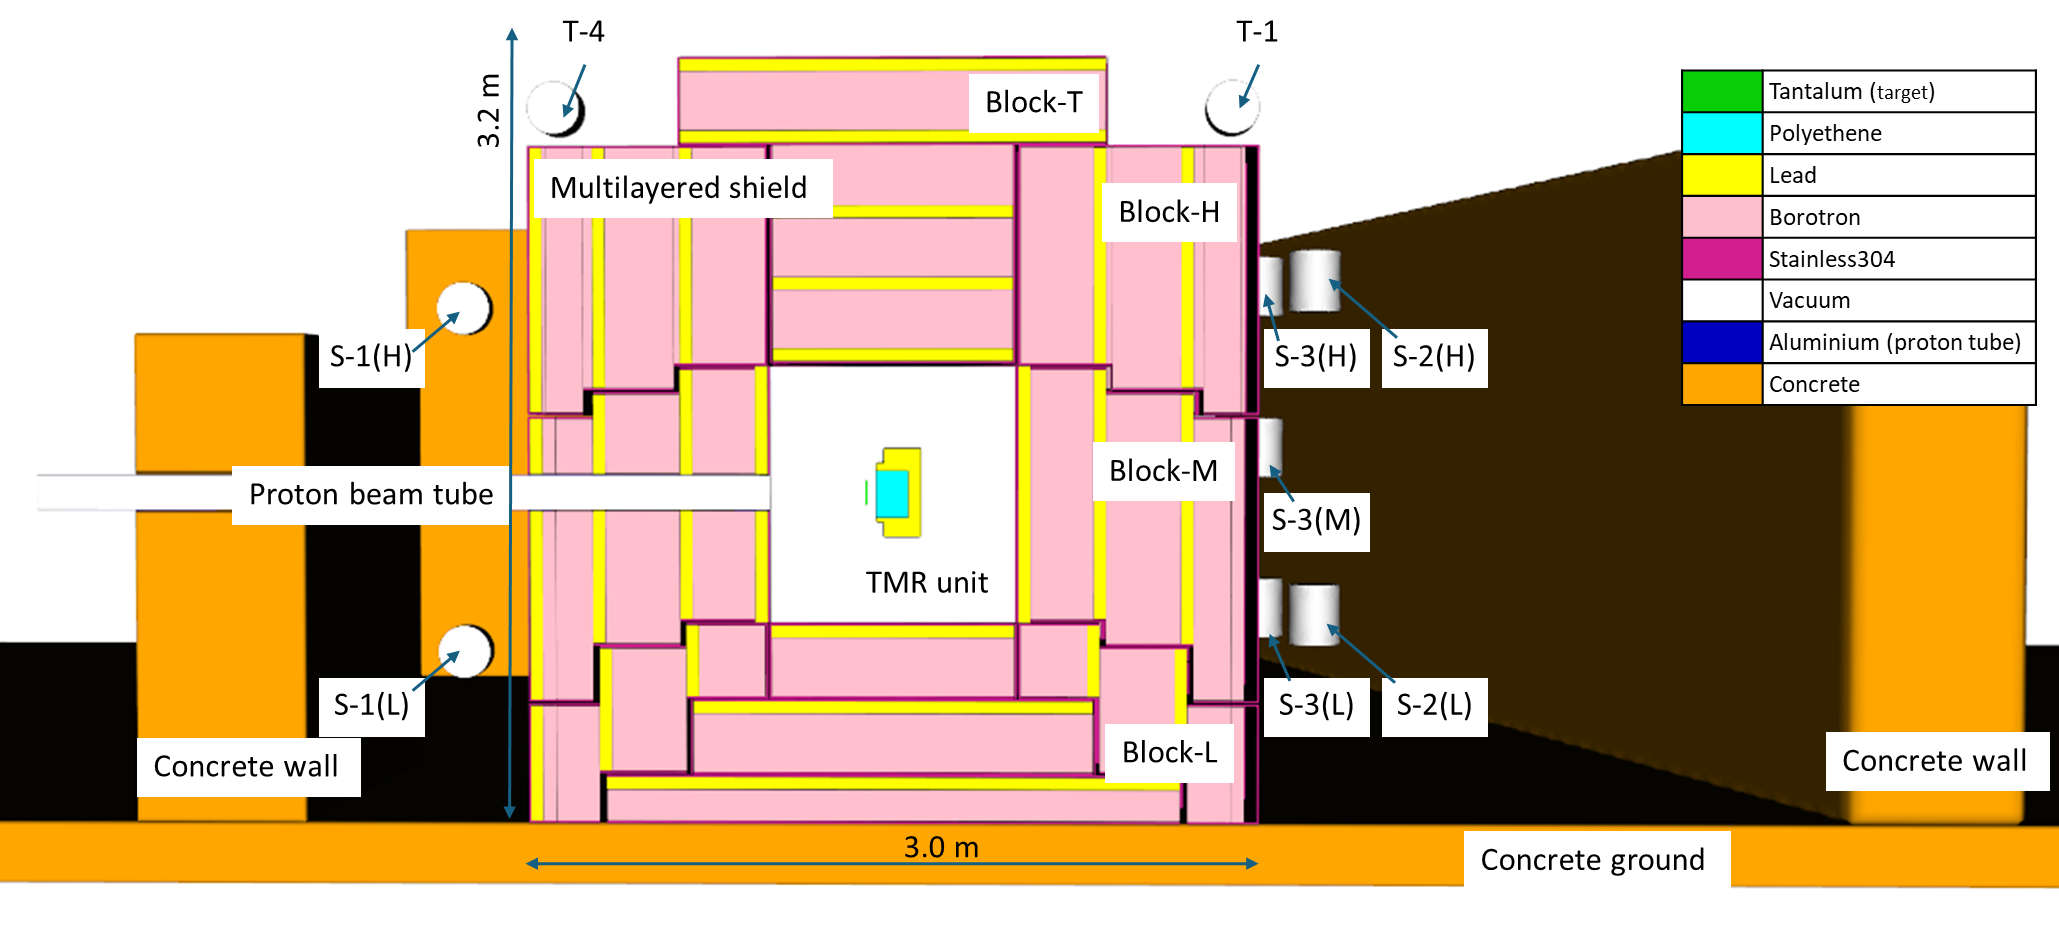 T-4
T-1
3.2 m
Block-T
Multilayered shield
Block-H
Tantalum (target)
Polyethene
Lead
Borotron
Stainless304
Vacuum
Aluminium (proton tube)
Concrete
S-1(H)
S-3(H)
S-2(H)
Block-M
Proton beam tube
S-3(M)
TMR unit
S-1(L)
S-3(L)
S-2(L)
Block-L
Concrete wall
Concrete wall
3.0 m
Concrete ground